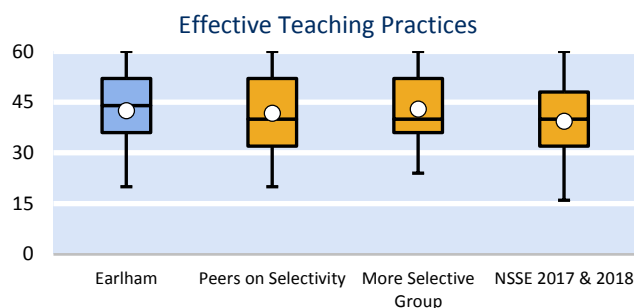 Effective Teaching Practices
60
45
30
15
0
Earlham
Peers on Selectivity
More Selective
Group
NSSE 2017 & 2018